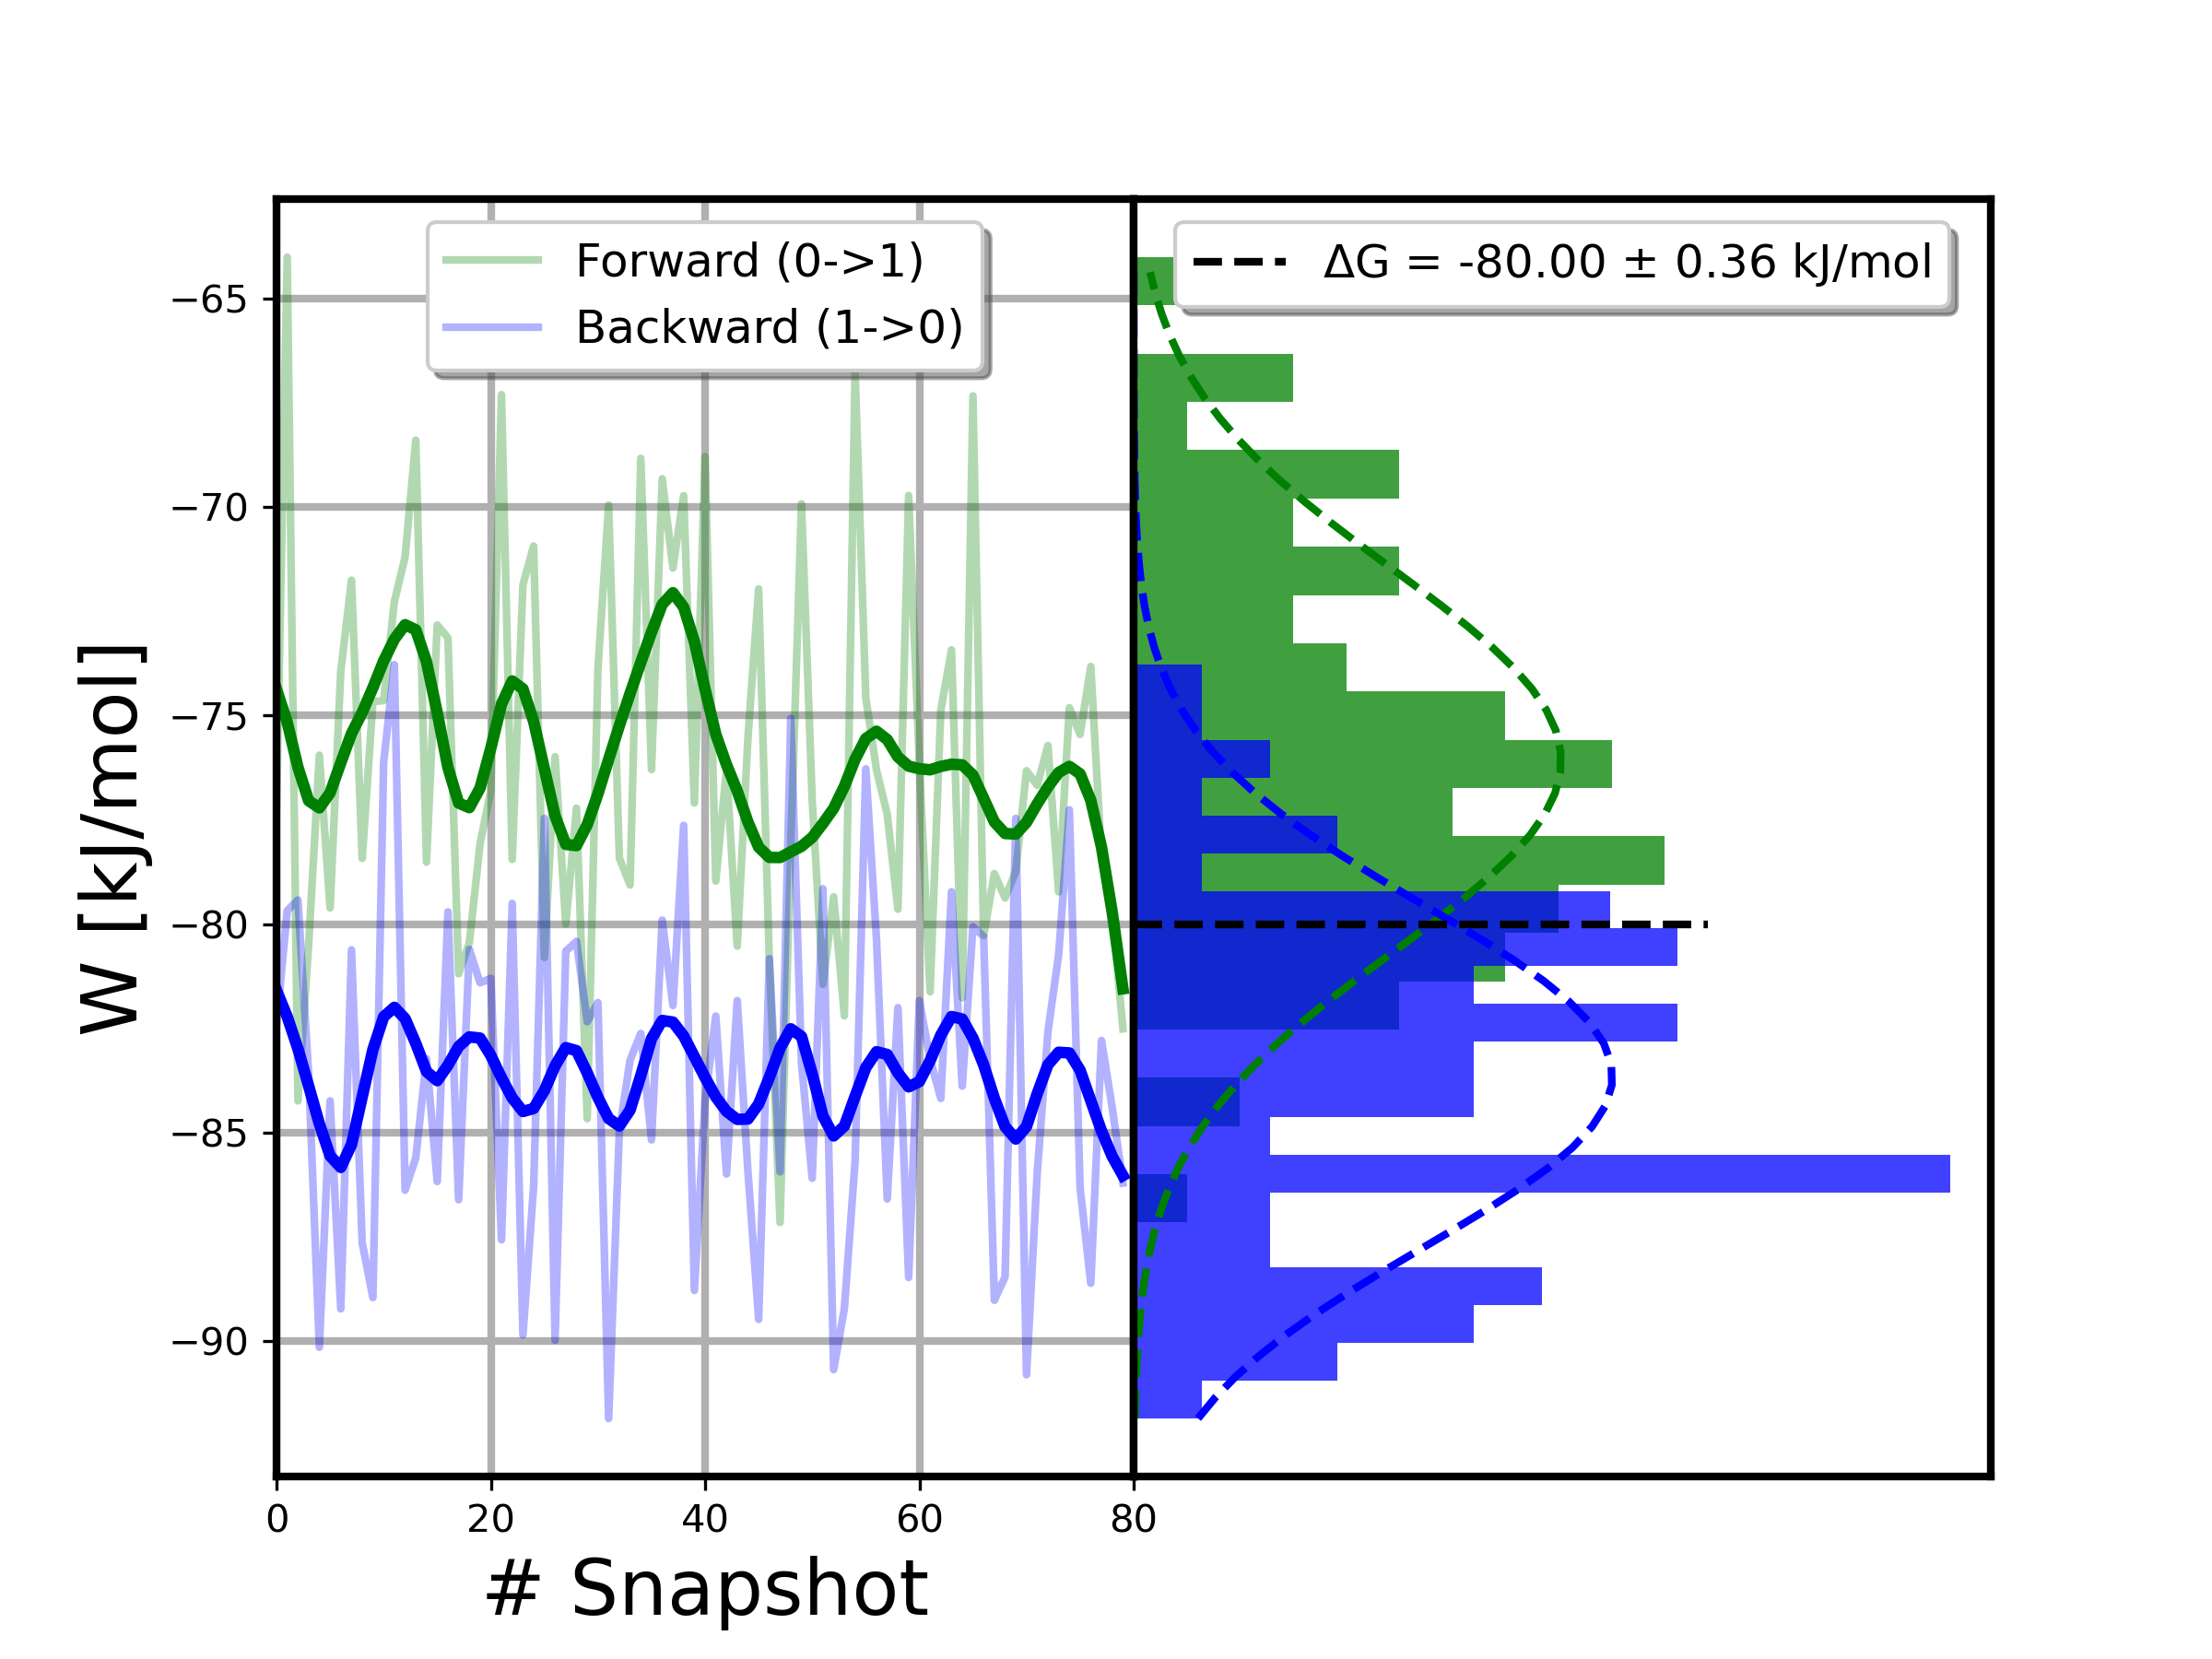 Forward (0->1)
Backward (1->0)
ΔG = -80.00 ± 0.36 kJ/mol
W [kJ/mol]
−65
−70
−75
−80
−85
−90
0 20 40 60 80
# Snapshot